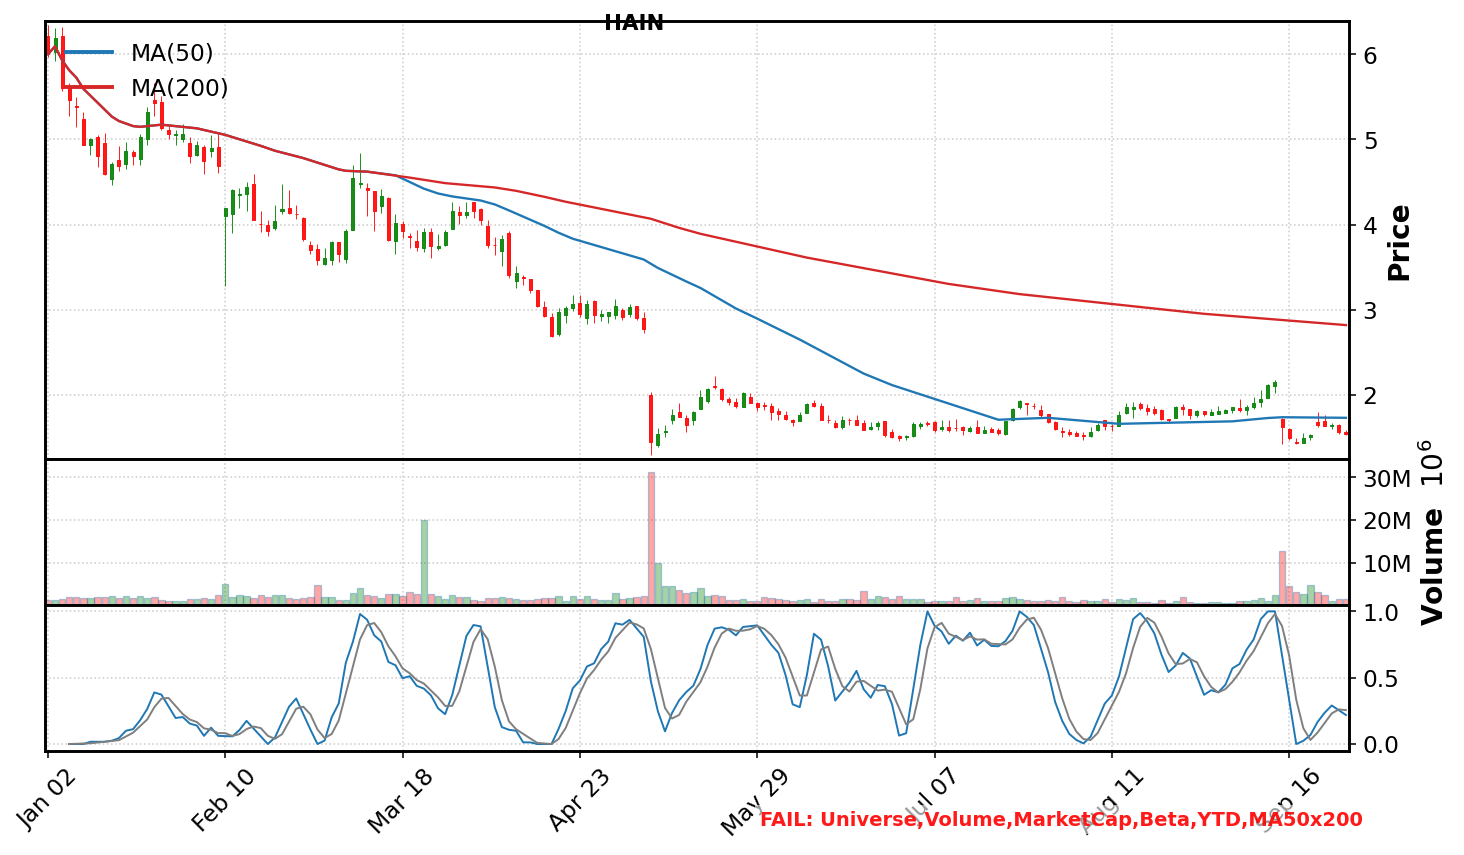 HAIN
MA(50)
MA(200)
6
5
4
3
2
Price
30M
20M
10M
Volume 10^6
1.0
0.5
0.0
Jan 02
Feb 10
Mar 18
Apr 23
May 29
Jul 07
Aug 11
Sep 16
FAIL: Universe,Volume,MarketCap,Beta,YTD,MA50x200